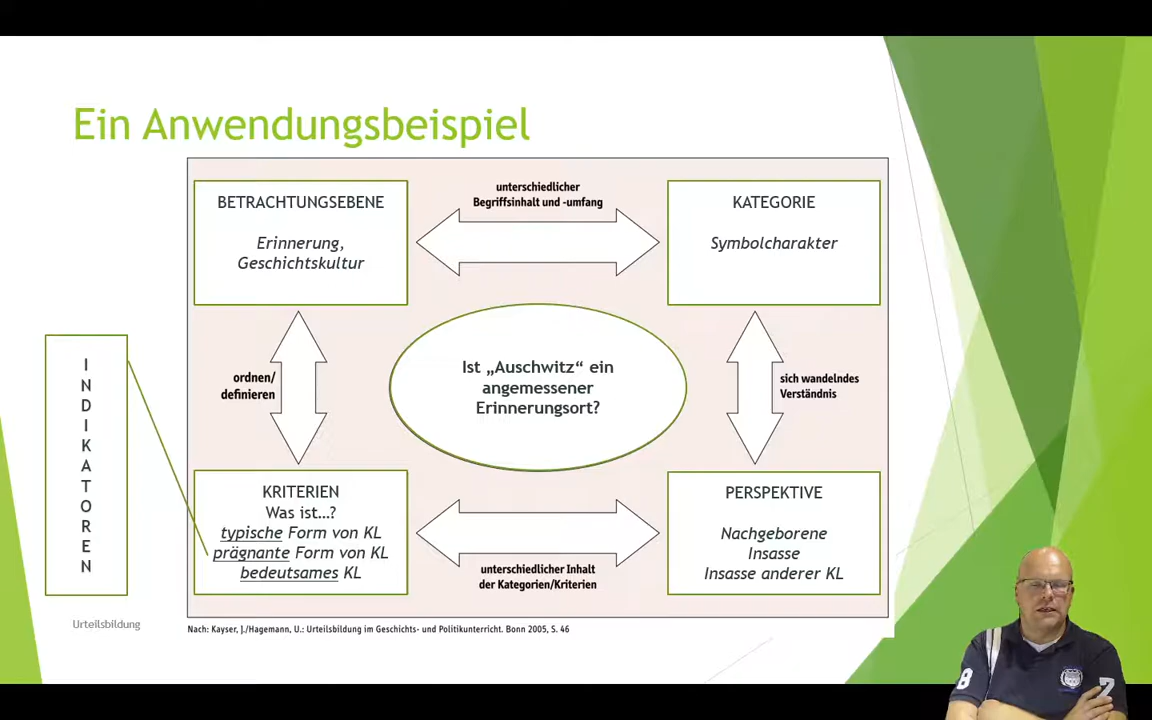 Ein Anwendungsbeispiel
BETRACHTUNGSEBENE
Erinnerung,
Geschichtskultur
unterschiedlicher
Begriffsinhalt und -umfang
KATEGORIE
Symbolcharakter
INDIKATOREN
ordnen/
definieren
Ist „Auschwitz“ ein
angemessener
Erinnerungsort?
sich wandelndes
Verständnis
KRITERIEN
Was ist…?
typische Form von KL
prägnante Form von KL
bedeutsames KL
unterschiedlicher Inhalt
der Kategorien/Kriterien
PERSPEKTIVE
Nachgeborene
Insasse
Insasse anderer KL
Urteilsbildung
Nach: Kayser, J./Hagemann, U.: Urteilsbildung im Geschichts- und Politikunterricht. Bonn 2005, S. 46
8
7